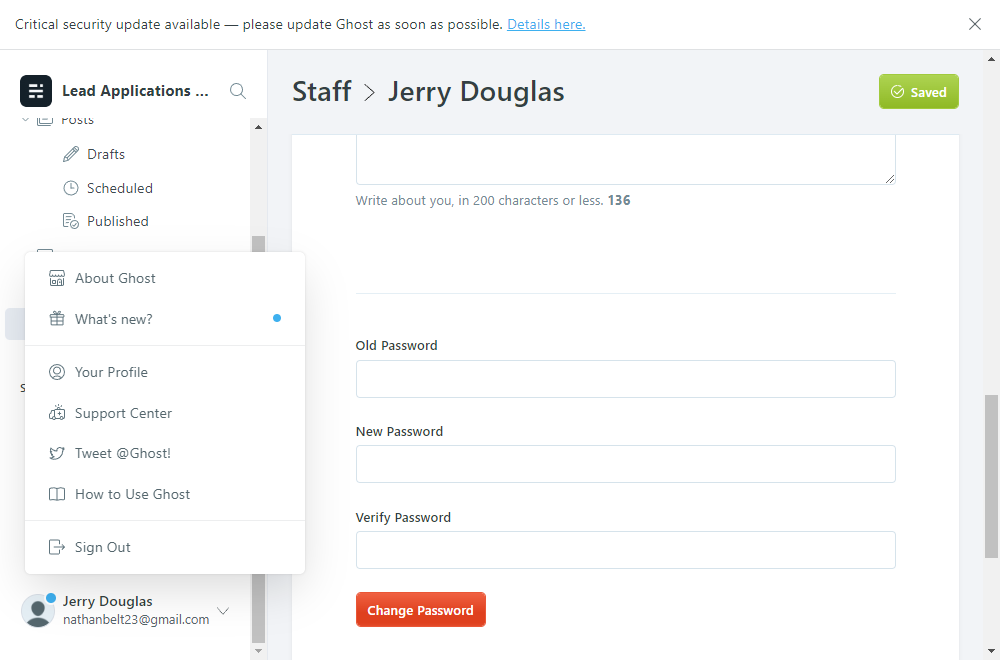 Critical security update available — please update Ghost as soon as possible. Details here.
Lead Applications ...
Posts
Drafts
Scheduled
Published
About Ghost
What's new?
Your Profile
Support Center
Tweet @Ghost!
How to Use Ghost
Sign Out
Jerry Douglas
nathanbelt23@gmail.com
Staff > Jerry Douglas
Saved
Write about you, in 200 characters or less. 136
Old Password
New Password
Verify Password
Change Password